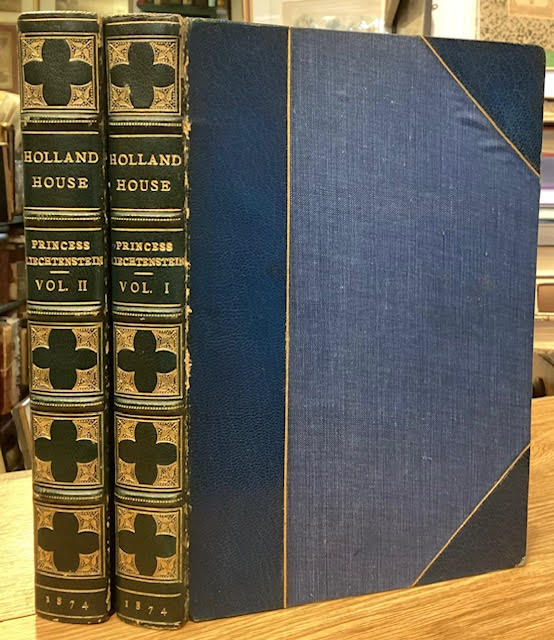 HOLLAND
HOUSE
PRINCESS
LIECHTENSTEIN
VOL. II
1874
HOLLAND
HOUSE
PRINCESS
LIECHTENSTEIN
VOL. I
1874